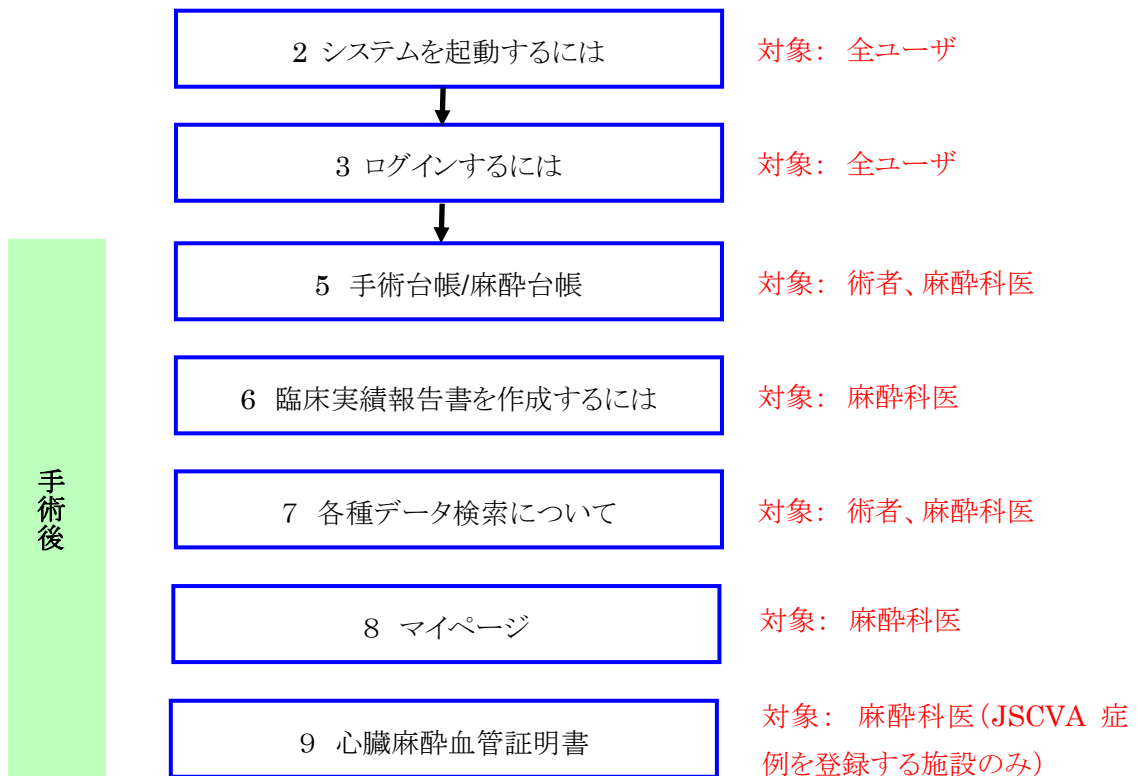 2 システムを起動するには
対象： 全ユーザ
3 ログインするには
対象： 全ユーザ
5 手術台帳/麻酔台帳
対象： 術者、麻酔科医
6 臨床実績報告書を作成するには
対象： 麻酔科医
手術後
7 各種データ検索について
対象： 術者、麻酔科医
8 マイページ
対象： 麻酔科医
9 心臓麻酔血管証明書
対象： 麻酔科医（JSCVA 症
例を登録する施設のみ）